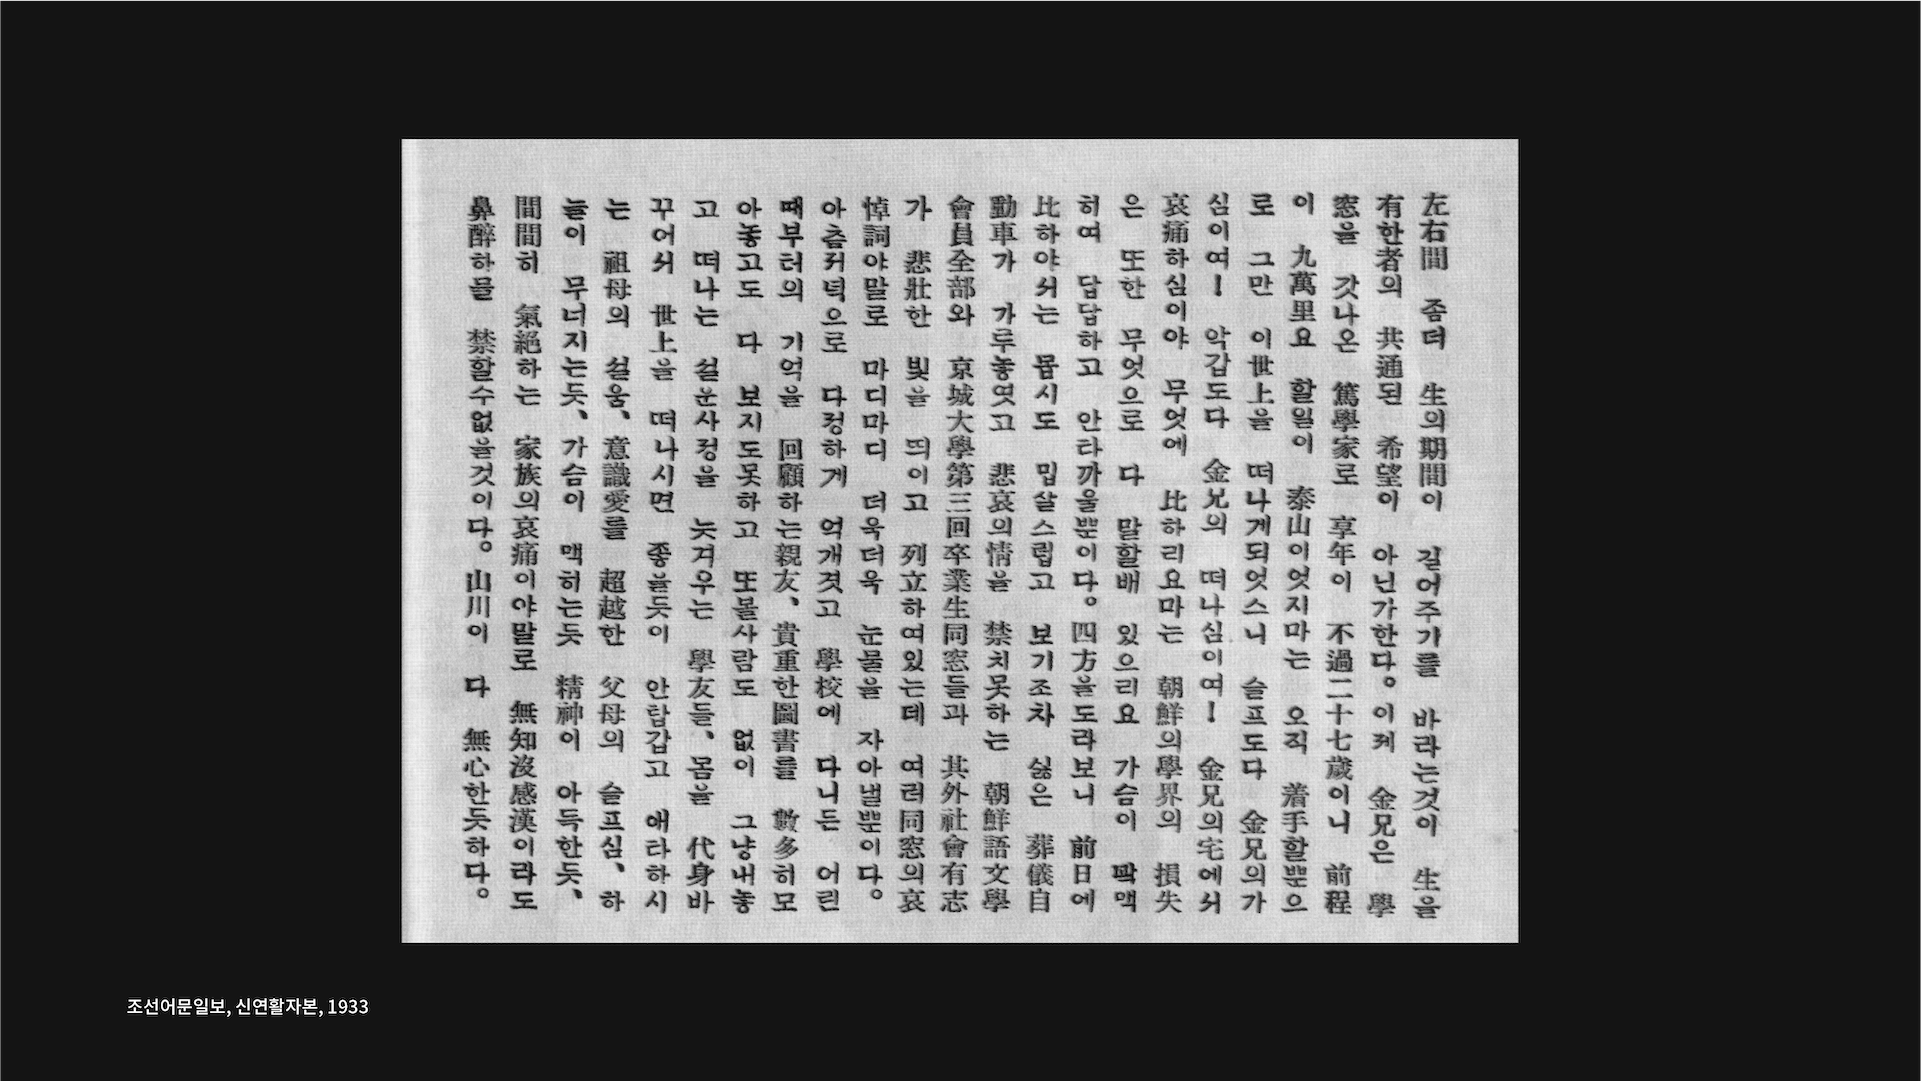 左右間 좀더 生의期間이 길어주기를 바라는것이 生을
有한者의 共通된 希望이 아닌가한다。이제 金兄은 學
窓을 갓나온 篤學家로 享年이 不過二十七歲이니 前程
이 九萬里요 할일이 泰山이엇지마는 오직 着手할뿐으
로 그만 이世上을 떠나게되엇스니 슬프도다 金兄의가
심이여! 악갑도다 金兄의 떠나심이여! 金兄의宅에서
哀痛하심이야 무엇에 比하리요마는 朝鮮의學界의 損失
은 또한 무엇으로 다 말할배 있으리요 가슴이 팍맥
히여 답답하고 안타까울뿐이다。四方을도라보니 前日에
比하야서는 몹시도 밉살스럽고 보기조차 싫은 葬儀自
動車가 가루놓엿고 悲哀의情을 禁치못하는 朝鮮語文學
會員全部와 京城大學第三回卒業生同窓들과 其外社會有志
가 悲壯한 빛을 띄이고 列立하여있는데 여러同窓의哀
悼詞야말로 마디마디 더욱더욱 눈물을 자아낼뿐이다。
아츰저녁으로 다정하게 억개겻고 學校에 다니든 어린
때부터의 기억을 回顧하는親友、貴重한圖書를 數多히모
아놓고도 다 보지도못하고 또볼사람도 없이 그냥내놓
고 떠나는 설운사정을 늣겨우는 學友들、몸을 代身바
꾸어서 世上을 떠나시면 좋을듯이 안탑갑고 애라하시
는 祖母의 설움、意識愛를 超越한 父母의 슬프심、하
늘이 무너지는듯、가슴이 맥히는듯 精神이 아득한듯、
間間히 氣絕하는 家族의哀痛이야말로 無知沒感漢이라도
鼻醉하믈 禁할수없을것이다。山川이 다 無心한듯하다。
조선어문일보, 신연활자본, 1933